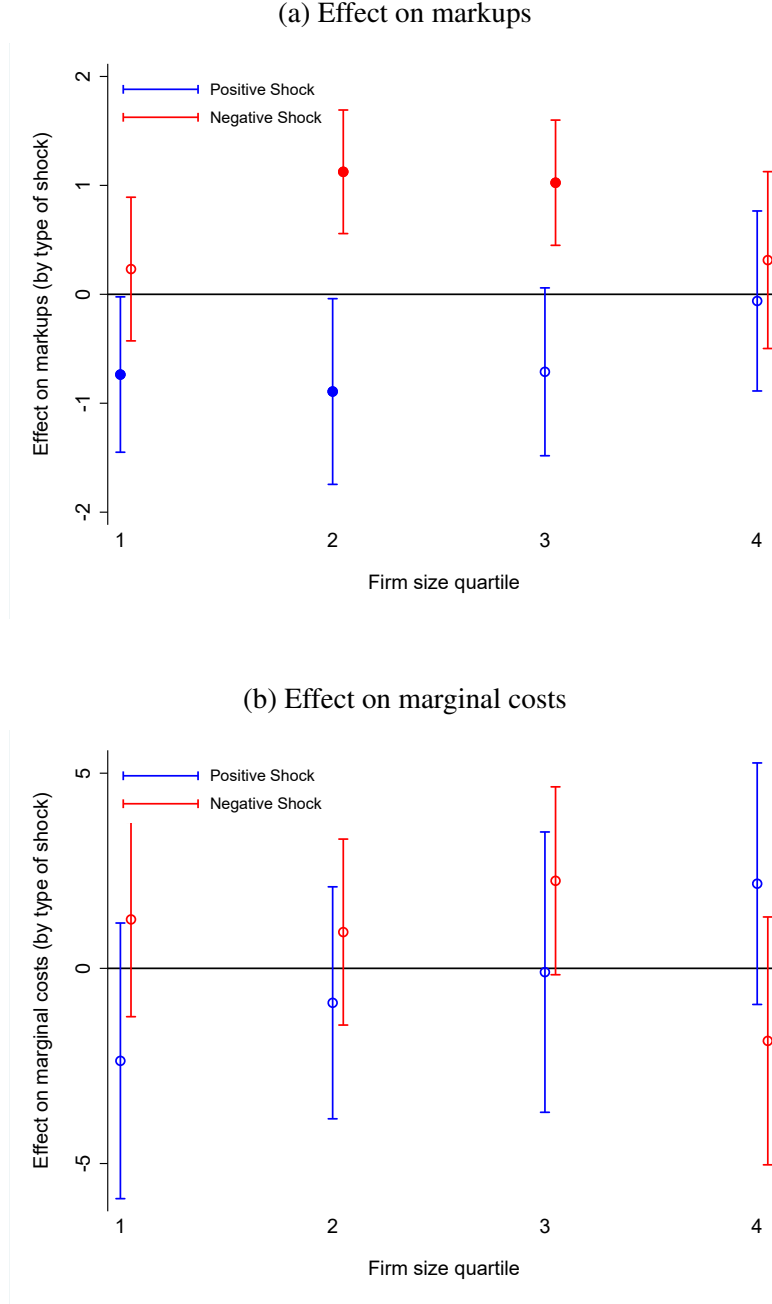 (a) Effect on markups
Positive Shock
Negative Shock
Effect on markups (by type of shock)
2
1
0
-1
-2
1 2 3 4
Firm size quartile
(b) Effect on marginal costs
Positive Shock
Negative Shock
Effect on marginal costs (by type of shock)
5
0
-5
1 2 3 4
Firm size quartile